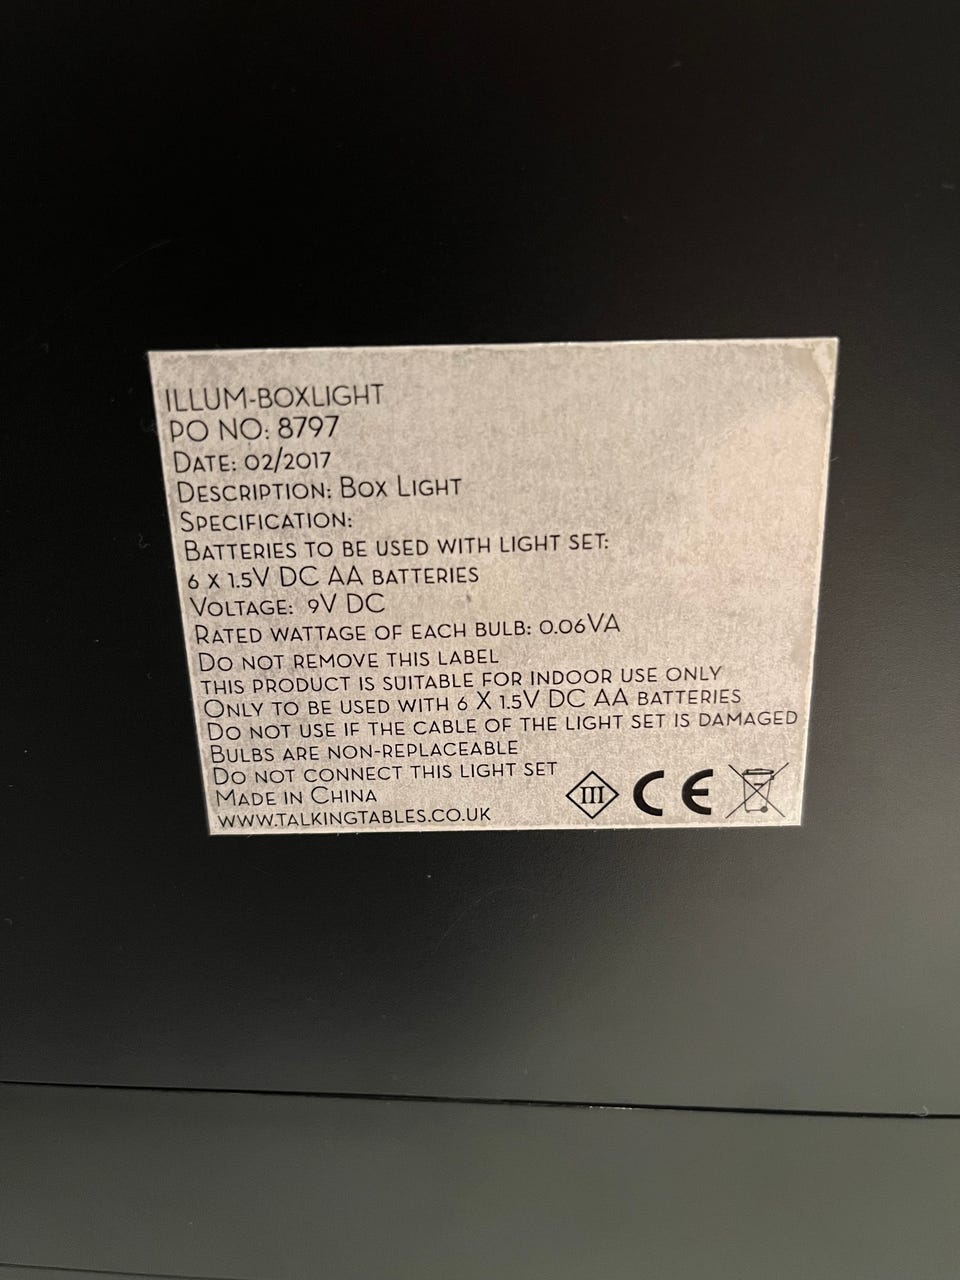 ILLUM-BOXLIGHT
PO NO: 8797
DATE: 02/2017
DESCRIPTION: BOX LIGHT
SPECIFICATION:
BATTERIES TO BE USED WITH LIGHT SET:
6 X 1.5V DC AA BATTERIES
VOLTAGE: 9V DC
RATED WATTAGE OF EACH BULB: 0.06VA
DO NOT REMOVE THIS LABEL
THIS PRODUCT IS SUITABLE FOR INDOOR USE ONLY
ONLY TO BE USED WITH 6 X 1.5V DC AA BATTERIES
DO NOT USE IF THE CABLE OF THE LIGHT SET IS DAMAGED
BULBS ARE NON-REPLACEABLE
DO NOT CONNECT THIS LIGHT SET
MADE IN CHINA
WWW.TALKINGTABLES.CO.UK
III CE